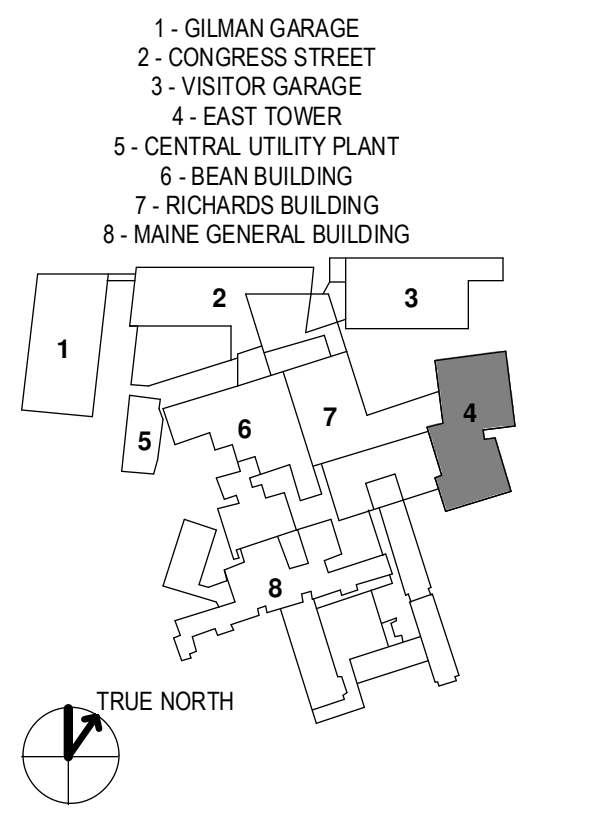 1 - GILMAN GARAGE
2 - CONGRESS STREET
3 - VISITOR GARAGE
4 - EAST TOWER
5 - CENTRAL UTILITY PLANT
6 - BEAN BUILDING
7 - RICHARDS BUILDING
8 - MAINE GENERAL BUILDING
2
3
1
4
7
6
5
8
TRUE NORTH